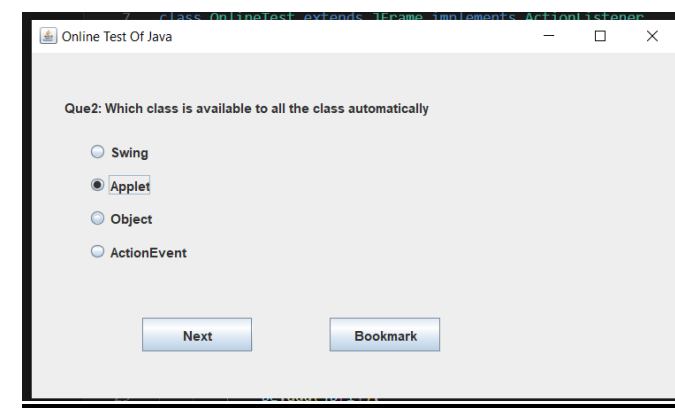 7 class OnlineTest extends JFrame implements ActionListener
Online Test Of Java
Que2: Which class is available to all the class automatically
Swing
Applet
Object
ActionEvent
Next Bookmark